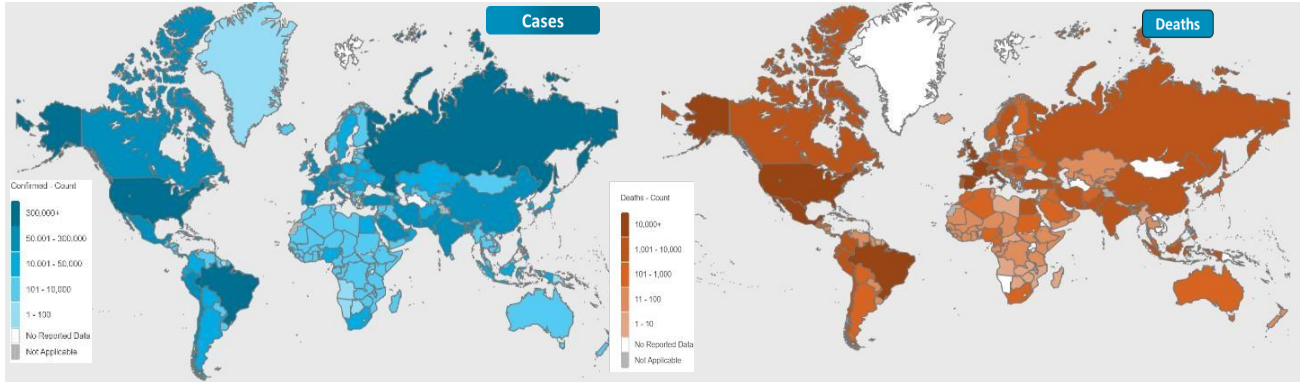 Cases
Confirmed - Count
300,000+
50.001 - 300.000
10.001 - 50,000
101 - 10,000
1 - 100
No Reported Data
Not Applicable
Deaths
Deaths - Count
10,000+
1,001 - 10,000
101 - 1,000
11 - 100
1 - 10
No Reported Data
Not Applicable